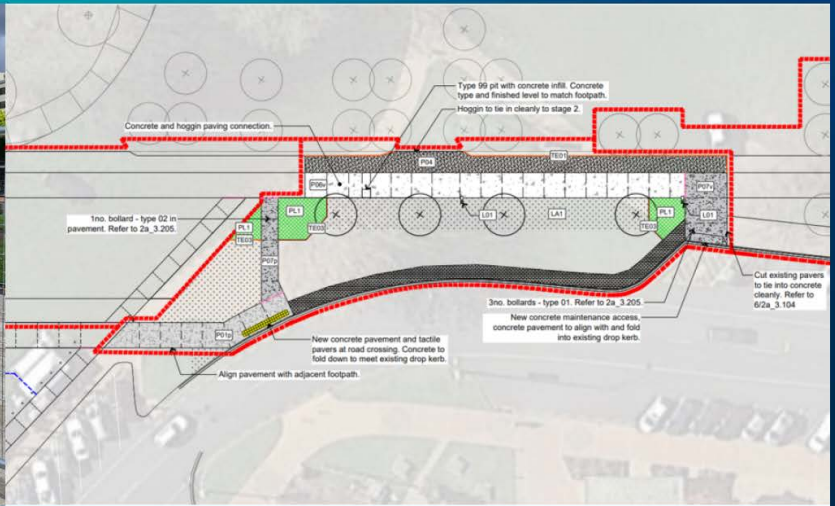 Type 99 pit with concrete infill. Concrete
type and finished level to match footpath.
Hoggin to tie in cleanly to stage 2.
Concrete and hoggin paving connection.
P04
TE01
P06v
P07v
1no. bollard - type 02 in
pavement. Refer to 2a_3.205.
PL1
PL1
TE03
TE03
L01
LA1
PL1
TE03
L01
P07p
Cut existing pavers
to tie into concrete
cleanly. Refer to
6/2a_3.104
3no. bollards - type 01. Refer to 2a_3.205.
New concrete maintenance access,
concrete pavement to align with and fold
into existing drop kerb.
P01p
New concrete pavement and tactile
pavers at road crossing. Concrete to
fold down to meet existing drop kerb.
Align pavement with adjacent footpath.